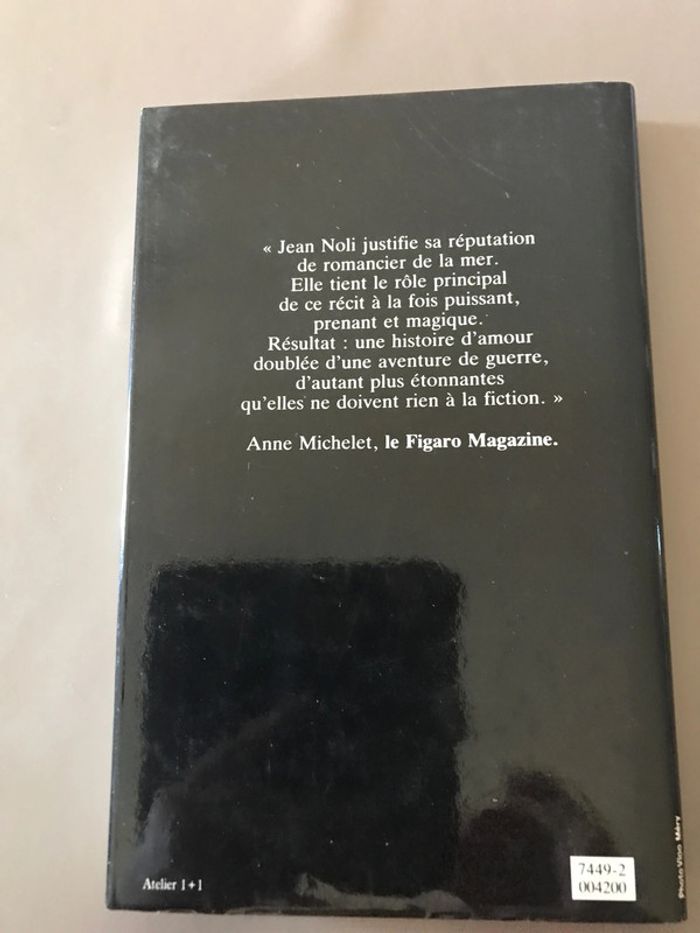 « Jean Noli justifie sa réputation
de romancier de la mer.
Elle tient le rôle principal
de ce récit à la fois puissant,
prenant et magique.
Résultat : une histoire d'amour
doublée d'une aventure de guerre,
d'autant plus étonnantes
qu'elles ne doivent rien à la fiction. »
Anne Michelet, le Figaro Magazine.
Atelier 1 + 1
7449-2
004200
Photo Méry